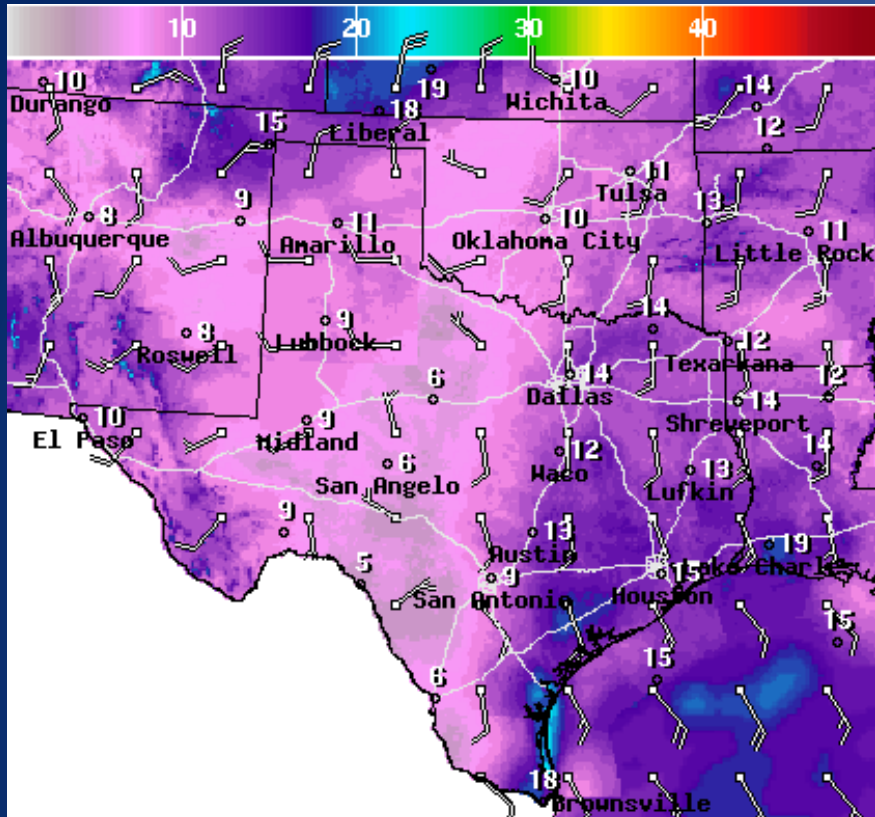 10 20 30 40
10 Durango
19
18 Liberal
10 Wichita
14
12
15
11 Tulsa
8 Albuquerque
9
11 Amarillo
10 Oklahoma City
13
11 Little Rock
8 Roswell
9 Lubbock
14
12 Texarkana
6
14 Dallas
14 Shreveport
12
10 El Paso
9 Midland
6 San Angelo
12 Waco
13 Lufkin
14
9
13 Austin
19 Lake Charles
5
9 San Antonio
15 Houston
15
15
6
18 Brownsville